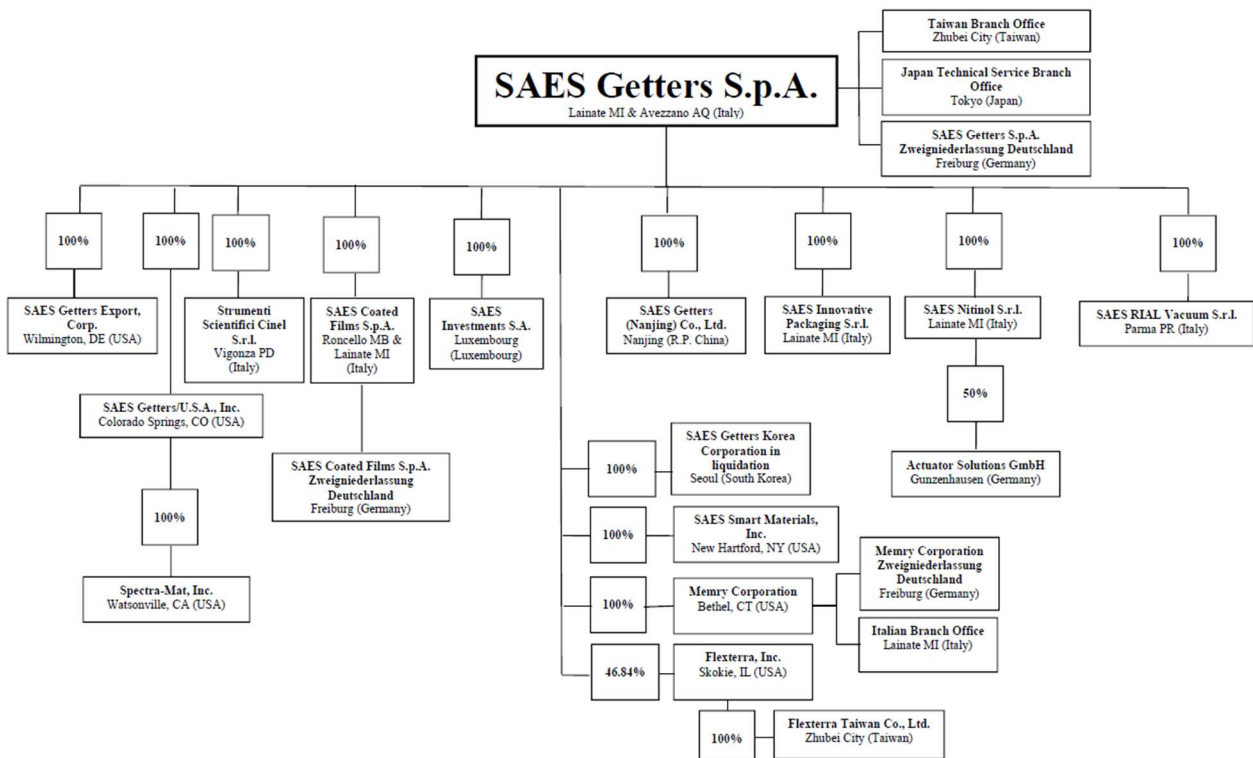 Taiwan Branch Office
Zhubei City (Taiwan)
SAES Getters S.p.A.
Lainate MI & Avezzano AQ (Italy)
Japan Technical Service Branch
Office
Tokyo (Japan)
SAES Getters S.p.A.
Zweigniederlassung Deutschland
Freiburg (Germany)
100%
100%
100%
100%
100%
100%
100%
100%
100%
SAES Getters Export,
Corp.
Wilmington, DE (USA)
Strumenti
Scientifici Cinel
S.r.l.
Vigonza PD
(Italy)
SAES Coated
Films S.p.A.
Roncello MB &
Lainate MI
(Italy)
SAES
Investments S.A.
Luxembourg
(Luxembourg)
SAES Getters
(Nanjing) Co., Ltd.
Nanjing (R.P. China)
SAES Innovative
Packaging S.r.l.
Lainate MI (Italy)
SAES Nitinol S.r.l.
Lainate MI (Italy)
SAES RIAL Vacuum S.r.l.
Parma PR (Italy)
SAES Getters/U.S.A., Inc.
Colorado Springs, CO (USA)
50%
SAES Coated Films S.p.A.
Zweigniederlassung
Deutschland
Freiburg (Germany)
100%
SAES Getters Korea
Corporation in
liquidation
Seoul (South Korea)
Actuator Solutions GmbH
Gunzenhausen (Germany)
100%
100%
SAES Smart Materials,
Inc.
New Hartford, NY (USA)
Spectra-Mat, Inc.
Watsonville, CA (USA)
100%
Memry Corporation
Bethel, CT (USA)
Memry Corporation
Zweigniederlassung
Deutschland
Freiburg (Germany)
Italian Branch Office
Lainate MI (Italy)
46.84%
Flexterra, Inc.
Skokie, IL (USA)
100%
Flexterra Taiwan Co., Ltd.
Zhubei City (Taiwan)